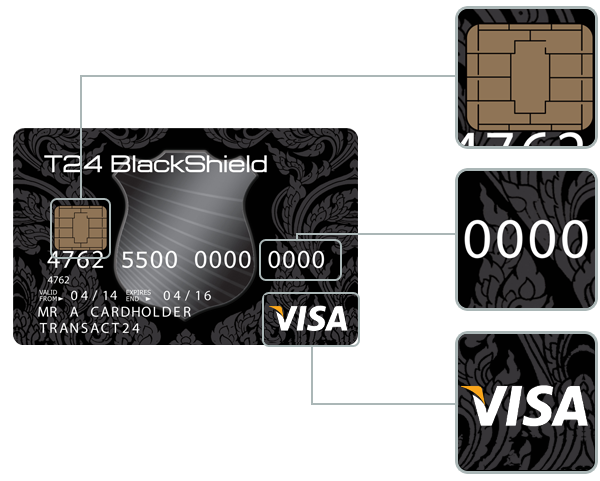 T24 BlackShield
4762 5500 0000 0000
4762
VALID FROM► 04/14 EXPIRES END ► 04/16
MR A CARDHOLDER
TRANSACT24
VISA
4762
0000
VISA